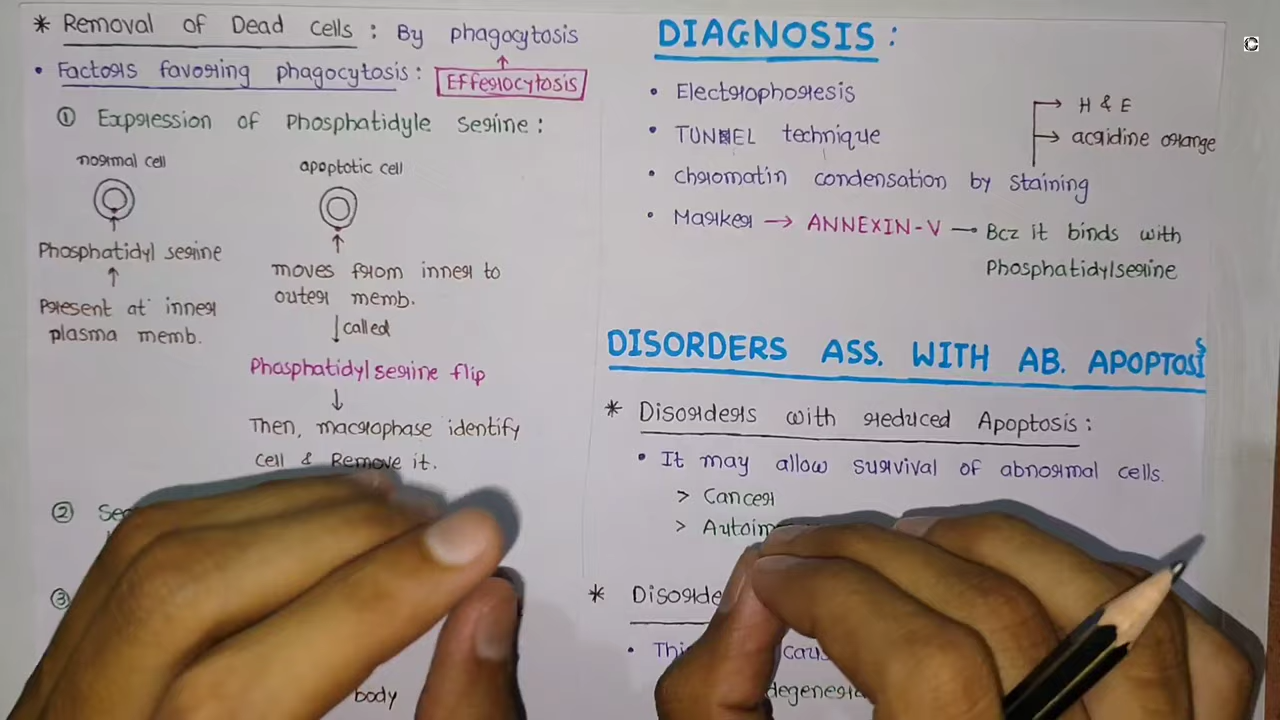 * Removal of Dead cells : By phagocytosis
• Factors favoring phagocytosis :
Efferocytosis
① Expression of Phosphatidyle serine :
normal cell
apoptotic cell
Phosphatidyl serine
Present at inner
plasma memb.
moves from inner to
outer memb.
called
Phosphatidyl serine flip
Then, macrophase identify
cell & Remove it.
②
③
body
DIAGNOSIS :
• Electrophoresis
• TUNEL technique
• chromatin condensation by staining
H & E
acridine orange
• Marker → ANNEXIN-V — Bcz it binds with
Phosphatidylserine
DISORDERS ASS. WITH AB. APOPTOSIS
* Disorders with reduced Apoptosis :
• It may allow survival of abnormal cells.
> Cancer
>
*
•